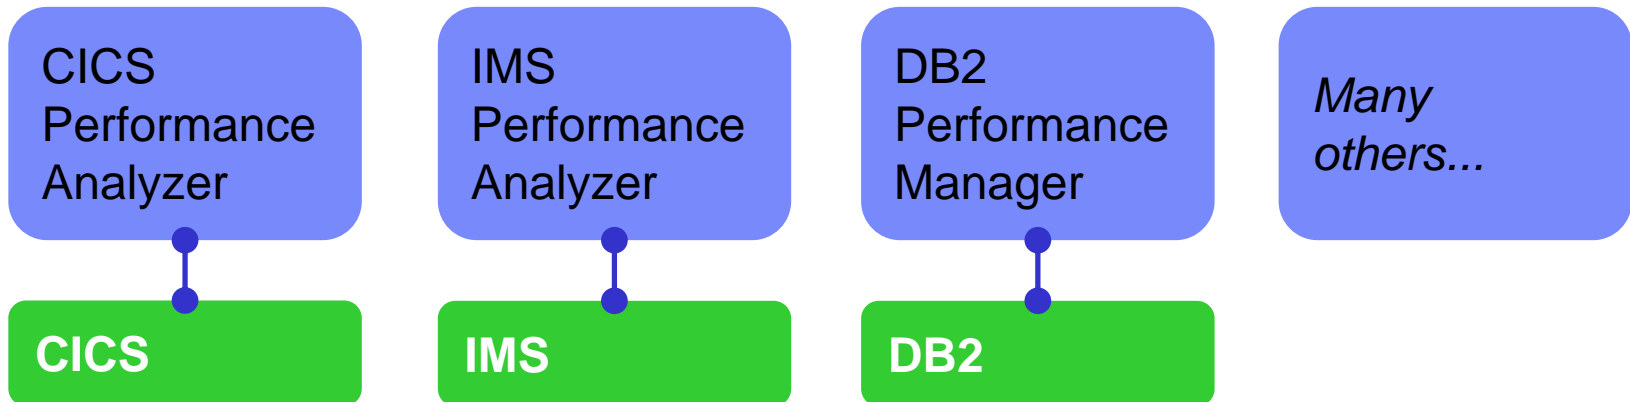 CICS
Performance
Analyzer
IMS
Performance
Analyzer
DB2
Performance
Manager
Many
others...
CICS
IMS
DB2